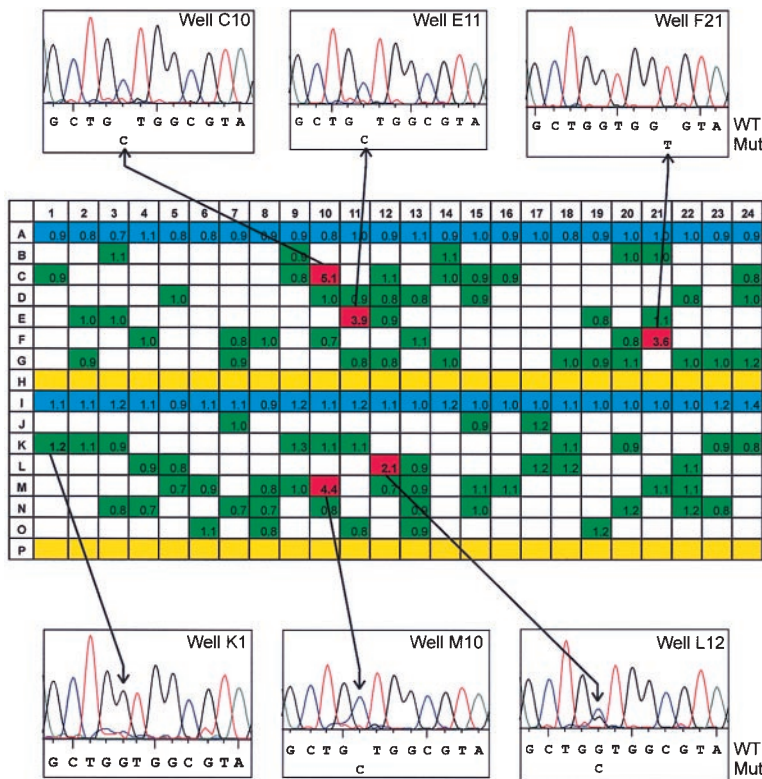 Well C10
G C T G T G G C G T A
C
Well E11
G C T G T G G C G T A
C
Well F21
G C T G G T G G G T A WT
T Mut
1 2 3 4 5 6 7 8 9 10 11 12 13 14 15 16 17 18 19 20 21 22 23 24
A 0.9 0.8 0.7 1.1 0.8 0.8 0.9 0.9 0.9 0.8 1.0 0.9 1.1 0.9 1.0 0.9 1.0 0.8 0.9 1.0 1.0 1.0 0.9 0.9
B 1.1 0.9 1.1 1.0 1.0
C 0.9 0.8 5.1 1.1 1.0 0.9 0.9 0.8
D 1.0 1.0 0.9 0.8 0.8 0.9 0.8 1.0
E 1.0 1.0 3.9 0.9 0.8 1.1
F 1.0 0.8 1.0 0.7 1.1 0.8 3.6
G 0.9 0.9 0.8 0.8 1.0 1.0 0.9 1.1 1.0 1.0 1.2
H
I 1.1 1.1 1.2 1.1 0.9 1.1 1.1 0.9 1.2 1.1 1.2 1.1 1.0 1.2 1.0 1.0 1.0 1.1 1.0 1.0 1.0 1.0 1.2 1.4
J 1.0 0.9 1.2
K 1.2 1.1 0.9 1.3 1.1 1.1 1.1 0.9 0.9 0.8
L 0.9 0.8 2.1 0.9 1.2 1.2 1.1
M 0.7 0.9 0.8 1.0 4.4 0.7 0.9 1.1 1.1 1.1 1.1
N 0.8 0.7 0.7 0.7 0.8 0.9 1.0 1.2 1.2 0.8
O 1.1 0.8 0.8 0.9 1.2
P
Well K1
G C T G G T G G C G T A
Well M10
G C T G T G G C G T A
C
Well L12
G C T G G T G G C G T A WT
C Mut